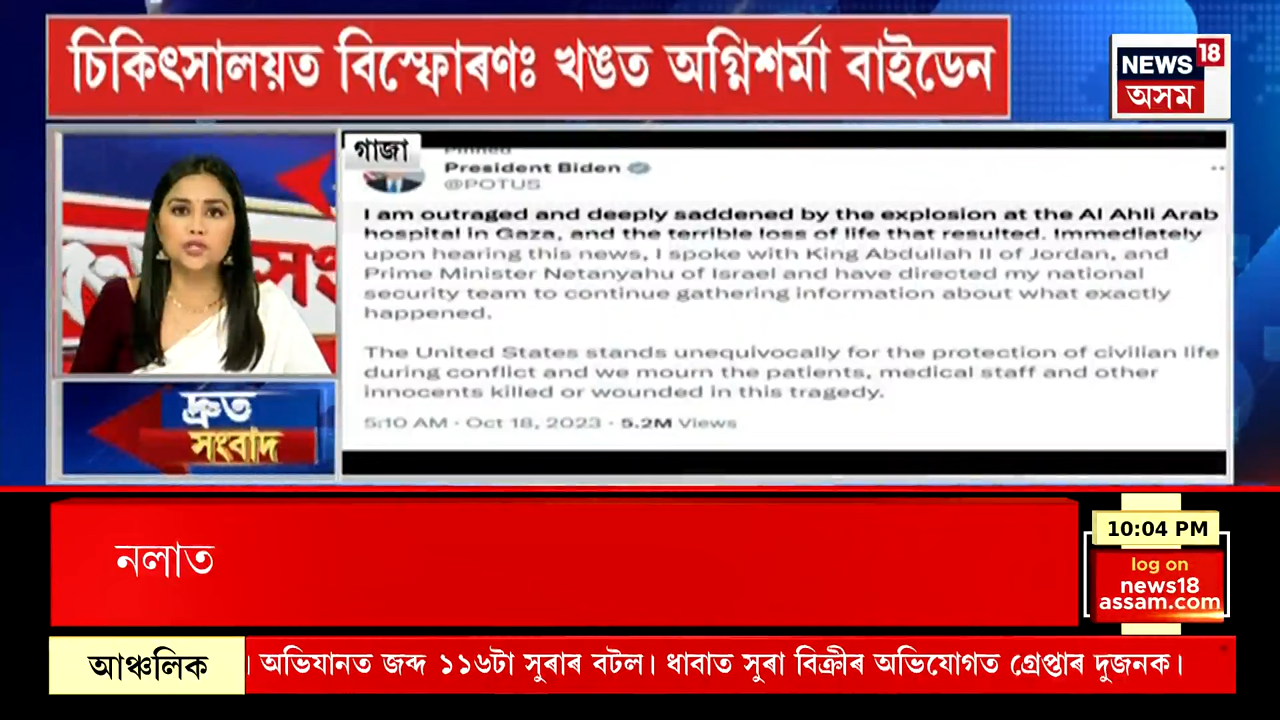 চিকিৎসালয়ত বিস্ফোৰণঃ খঙত অগ্নিশৰ্মা বাইডেন
NEWS 18
অসম
গাজা
Pinned
President Biden
@POTUS
I am outraged and deeply saddened by the explosion at the Al Ahli Arab
hospital in Gaza, and the terrible loss of life that resulted. Immediately
upon hearing this news, I spoke with King Abdullah II of Jordan, and
Prime Minister Netanyahu of Israel and have directed my national
security team to continue gathering information about what exactly
happened.
The United States stands unequivocally for the protection of civilian life
during conflict and we mourn the patients, medical staff and other
innocents killed or wounded in this tragedy.
5:10 AM · Oct 18, 2023 · 5.2M Views
দ্ৰুত
সংবাদ
নলাত
10:04 PM
log on
news18
assam.com
আঞ্চলিক
। অভিযানত জব্দ ১১৬টা সুৰাৰ বটল। ধাবাত সুৰা বিক্ৰীৰ অভিযোগত গ্ৰেপ্তাৰ দুজনক।